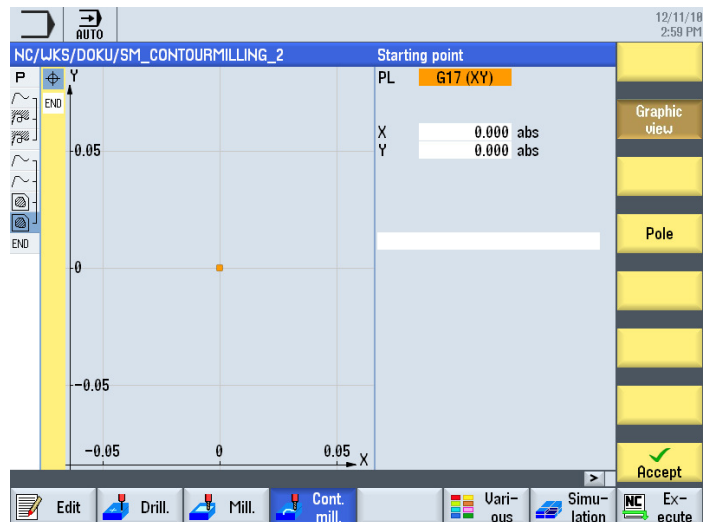 AUTO
12/11/18
2:59 PM
NC/WKS/DOKU/SM_CONTOURMILLING_2
Starting point
P
END
END
Y
0.05
0
-0.05
-0.05
0
0.05
X
PL G17 (XY)
X 0.000 abs
Y 0.000 abs
Graphic
view
Pole
Accept
>
Edit
Drill.
Mill.
Cont.
mill.
Vari-
ous
Simu-
lation
NC Ex-
ecute